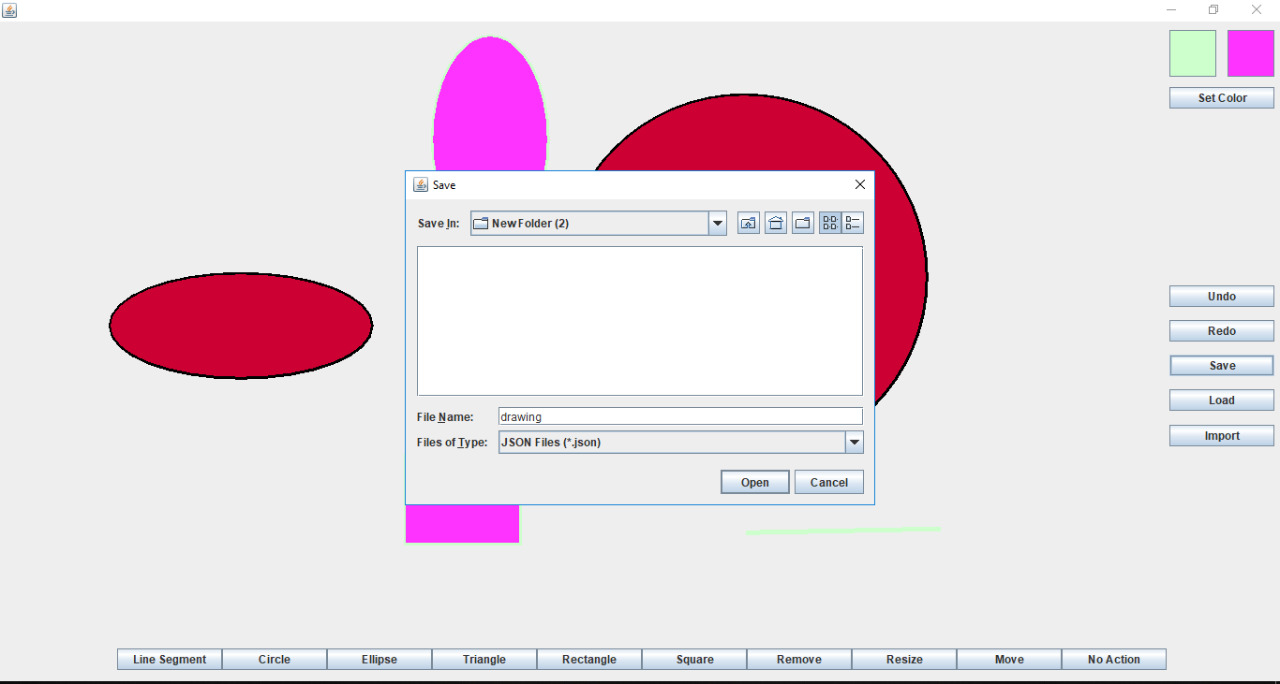 Set Color
Save
Save In: New Folder (2)
File Name: drawing
Files of Type: JSON Files (*.json)
Open Cancel
Undo
Redo
Save
Load
Import
Line Segment Circle Ellipse Triangle Rectangle Square Remove Resize Move No Action